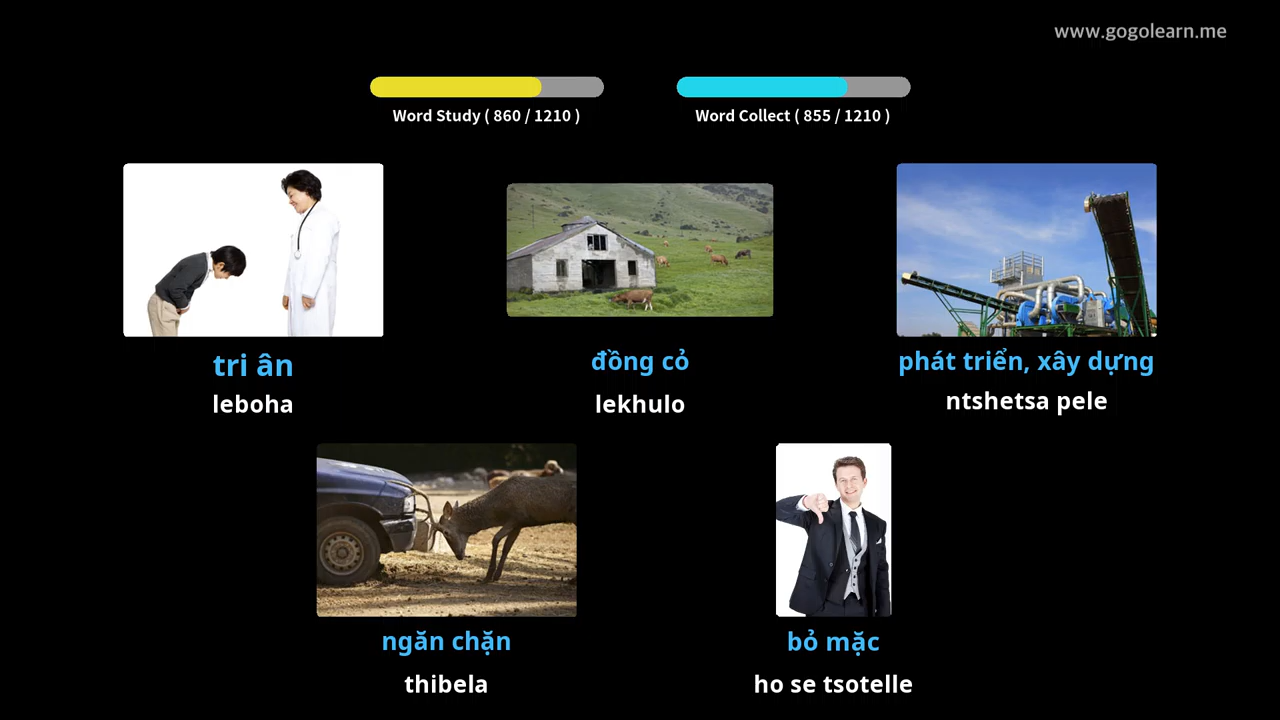 www.gogolearn.me
Word Study ( 860 / 1210 )
Word Collect ( 855 / 1210 )
tri ân
leboha
đồng cỏ
lekhulo
phát triển, xây dựng
ntshetsa pele
ngăn chặn
thibela
bỏ mặc
ho se tsotelle